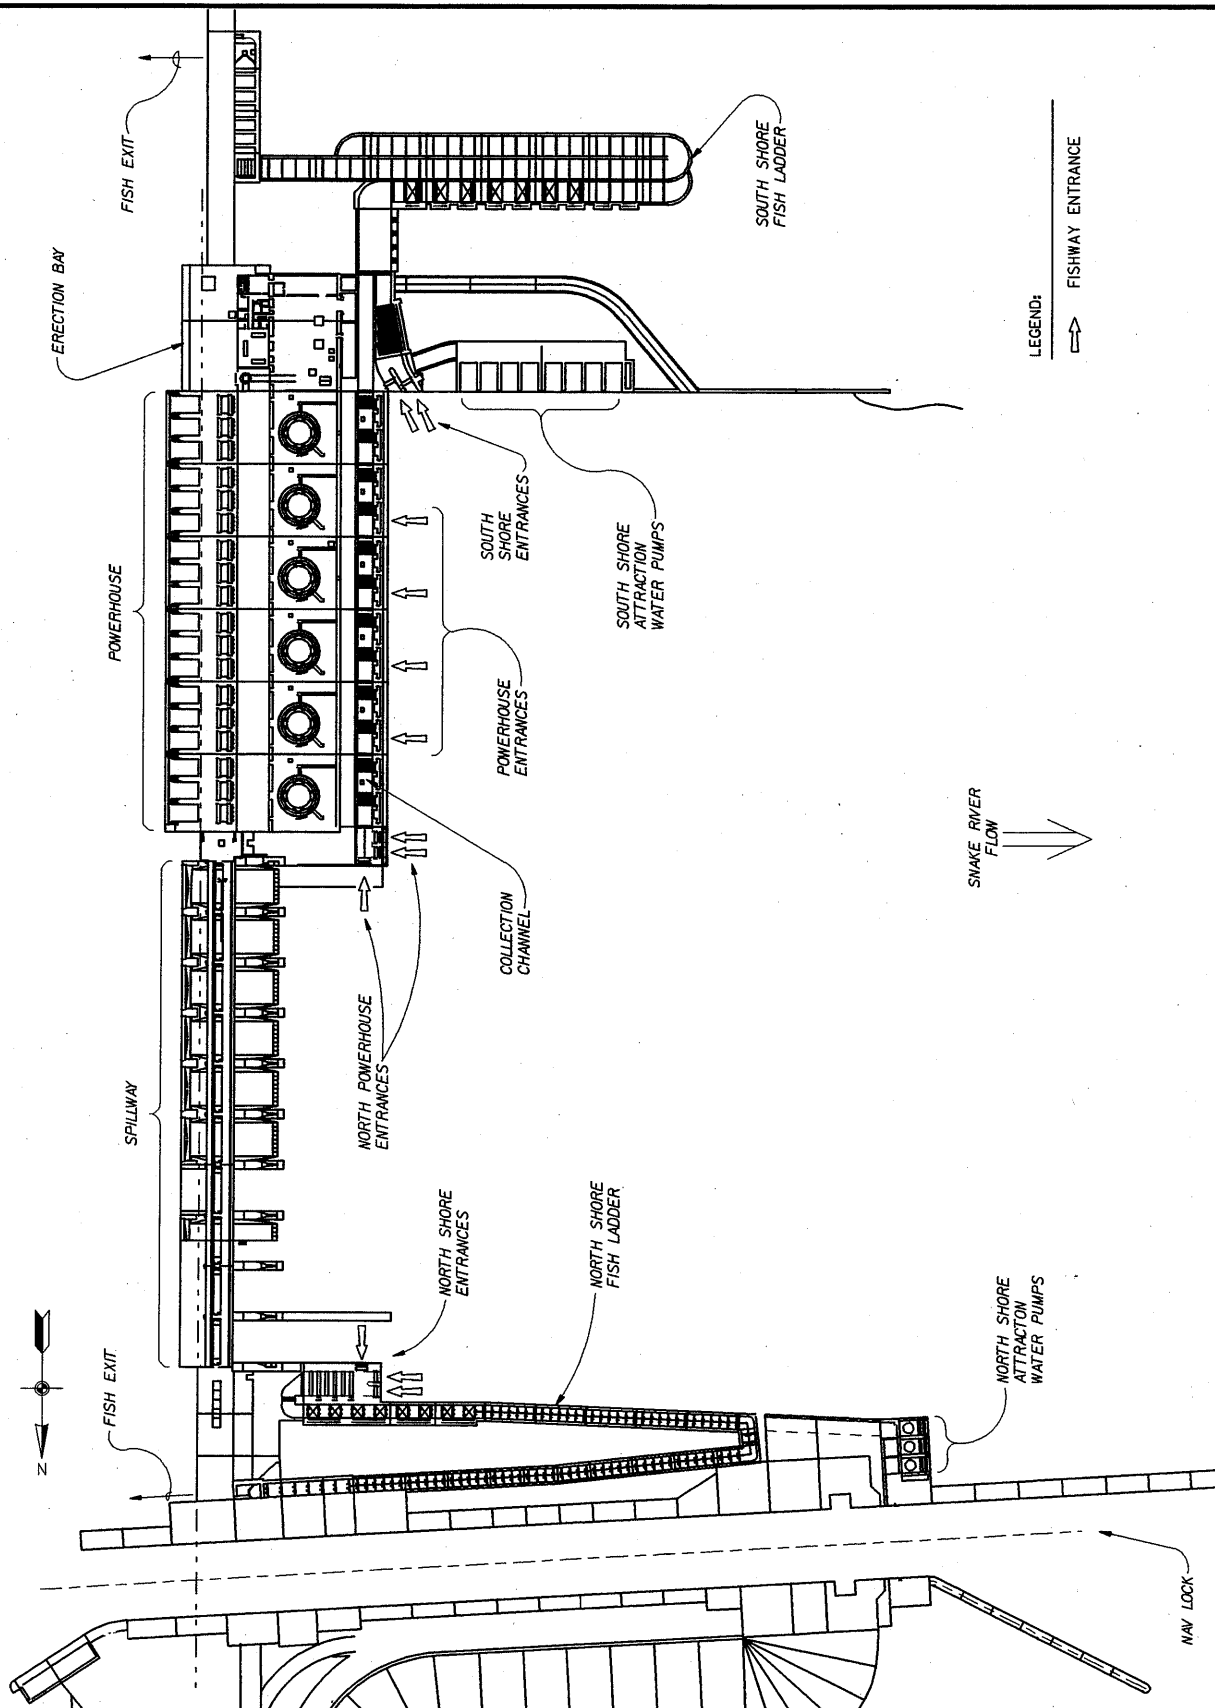 FISH EXIT
ERECTION BAY
POWERHOUSE
SPILLWAY
FISH EXIT
N
SOUTH SHORE
FISH LADDER
SOUTH
SHORE
ENTRANCES
SOUTH SHORE
ATTRACTION
WATER PUMPS
POWERHOUSE
ENTRANCES
COLLECTION
CHANNEL
NORTH POWERHOUSE
ENTRANCES
NORTH SHORE
ENTRANCES
NORTH SHORE
FISH LADDER
NORTH SHORE
ATTRACTON
WATER PUMPS
SNAKE RIVER
FLOW
NAV LOCK
LEGEND:
FISHWAY ENTRANCE